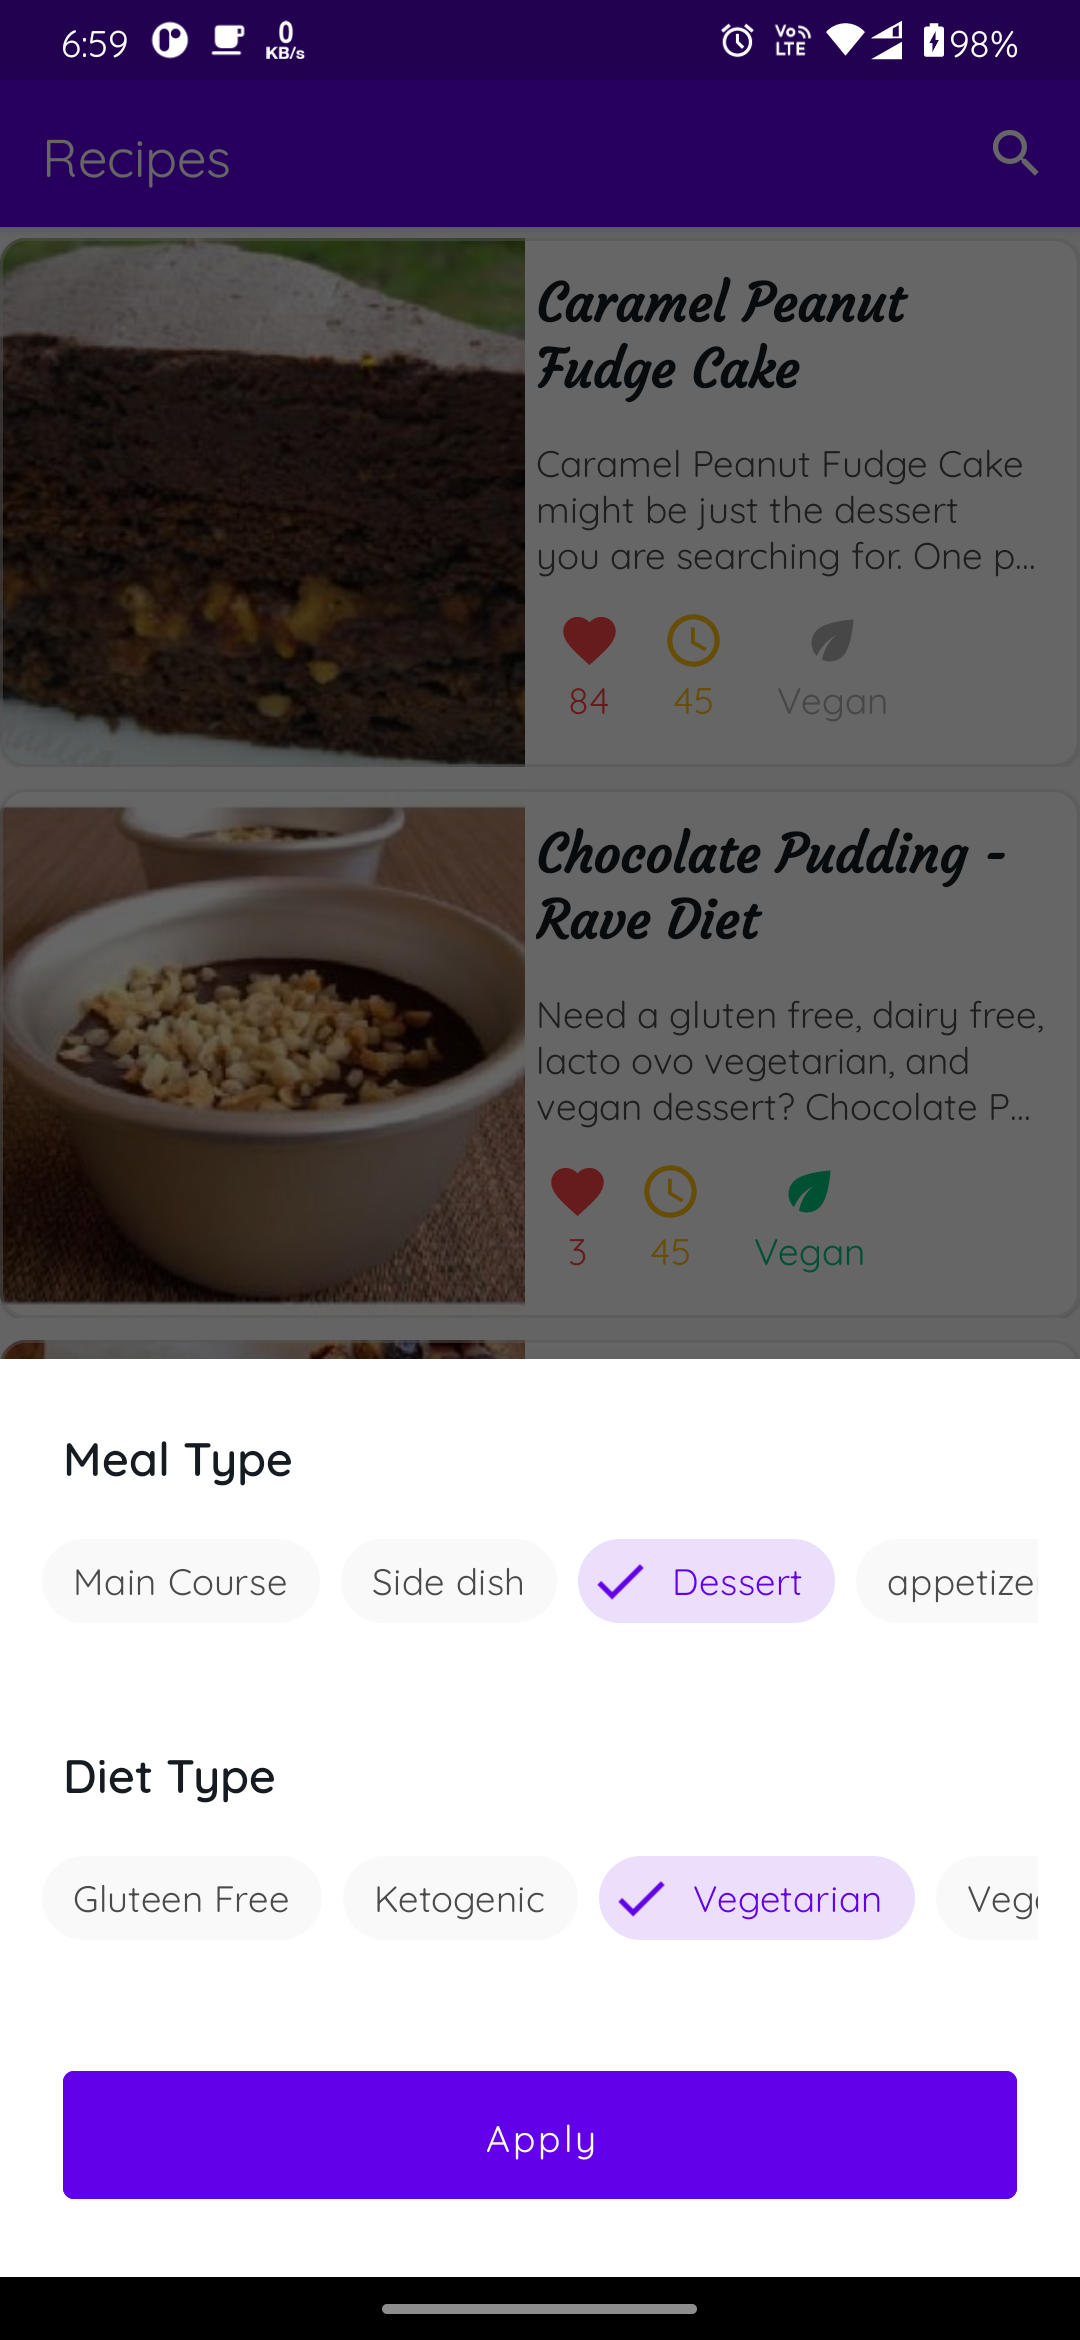 6:59
0
KB/s
Vo
LTE
98%
Recipes
Caramel Peanut
Fudge Cake
Caramel Peanut Fudge Cake
might be just the dessert
you are searching for. One p...
84
45
Vegan
Chocolate Pudding -
Rave Diet
Need a gluten free, dairy free,
lacto ovo vegetarian, and
vegan dessert? Chocolate P...
3
45
Vegan
Meal Type
Main Course
Side dish
Dessert
appetize
Diet Type
Gluteen Free
Ketogenic
Vegetarian
Veg
Apply